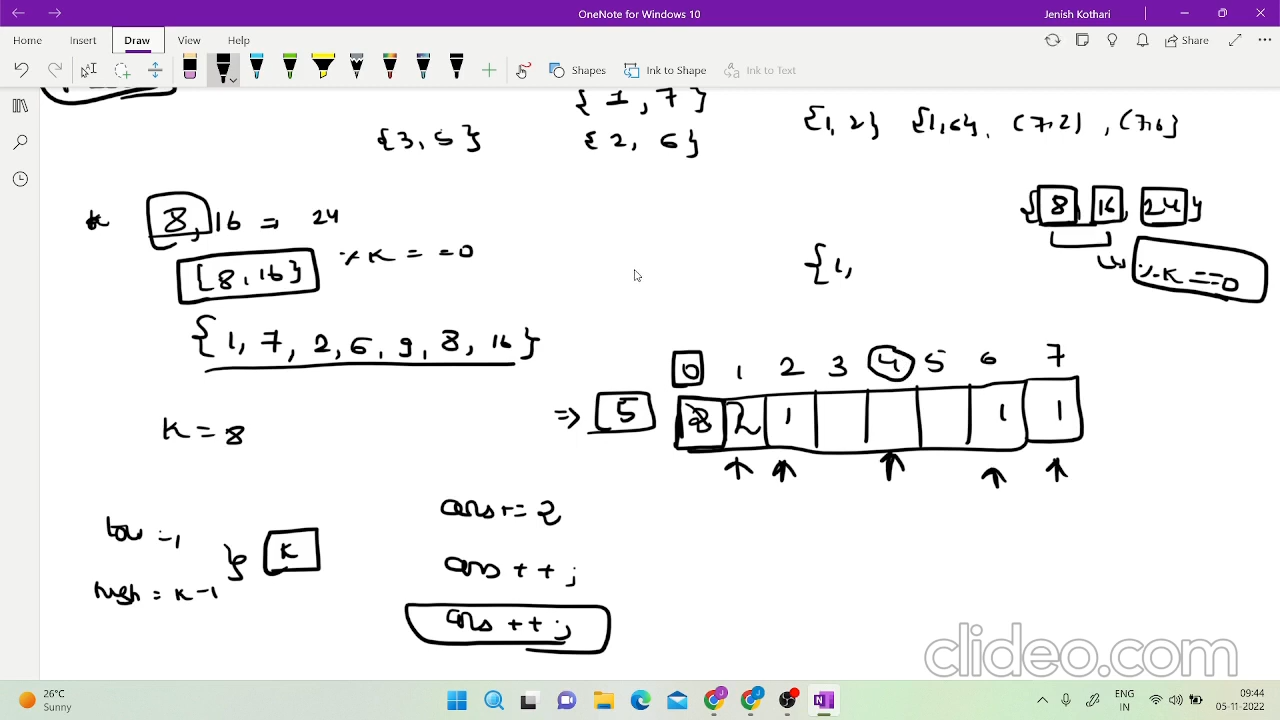 OneNote for Windows 10
Jenish Kothari
Home Insert Draw View Help
Share
Shapes Ink to Shape Ink to Text
{1, 7}
{3, 5} {2, 6} {1, 2} {1,6}, (7,2), (7,6)
8, 16 => 24
{8, 16, 24}
[8, 16} % K == 0
{1,
% K == 0
{1, 7, 2, 6, 9, 8, 16}
0 1 2 3 4 5 6 7
=> 5 2 1 1 1
K = 8
ans += 2
low = 1
high = K-1 } K
ans ++;
ans ++;
clideo.com
26°C
Sunny
ENG
IN
19:44
05-11-2022